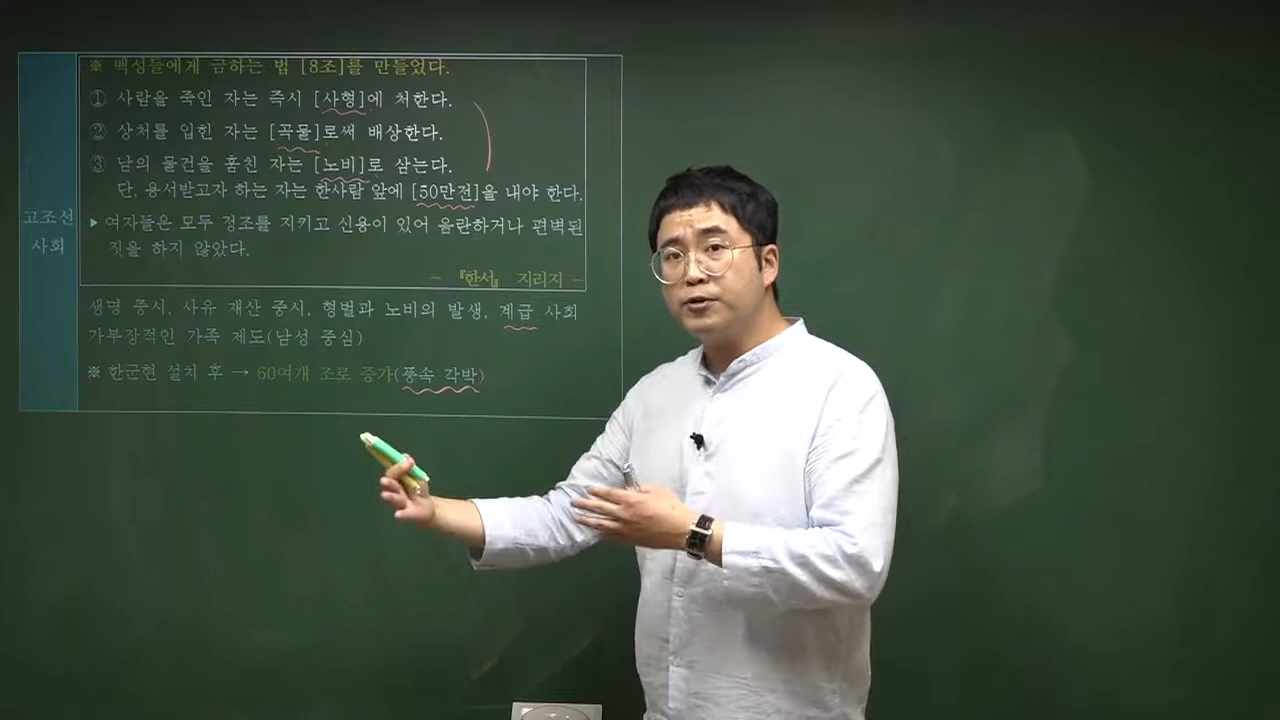 ※ 백성들에게 금하는 법 [8조]를 만들었다.
① 사람을 죽인 자는 즉시 [사형]에 처한다.
② 상처를 입힌 자는 [곡물]로써 배상한다.
③ 남의 물건을 훔친 자는 [노비]로 삼는다.
단, 용서받고자 하는 자는 한사람 앞에 [50만전]을 내야 한다.
▶ 여자들은 모두 정조를 지키고 신용이 있어 음란하거나 편벽된
짓을 하지 않았다.
- 『한서』 지리지 -
고조선
사회
생명 중시, 사유 재산 중시, 형벌과 노비의 발생, 계급 사회
가부장적인 가족 제도(남성 중심)
※ 한군현 설치 후 → 60여개 조로 증가(풍속 각박)